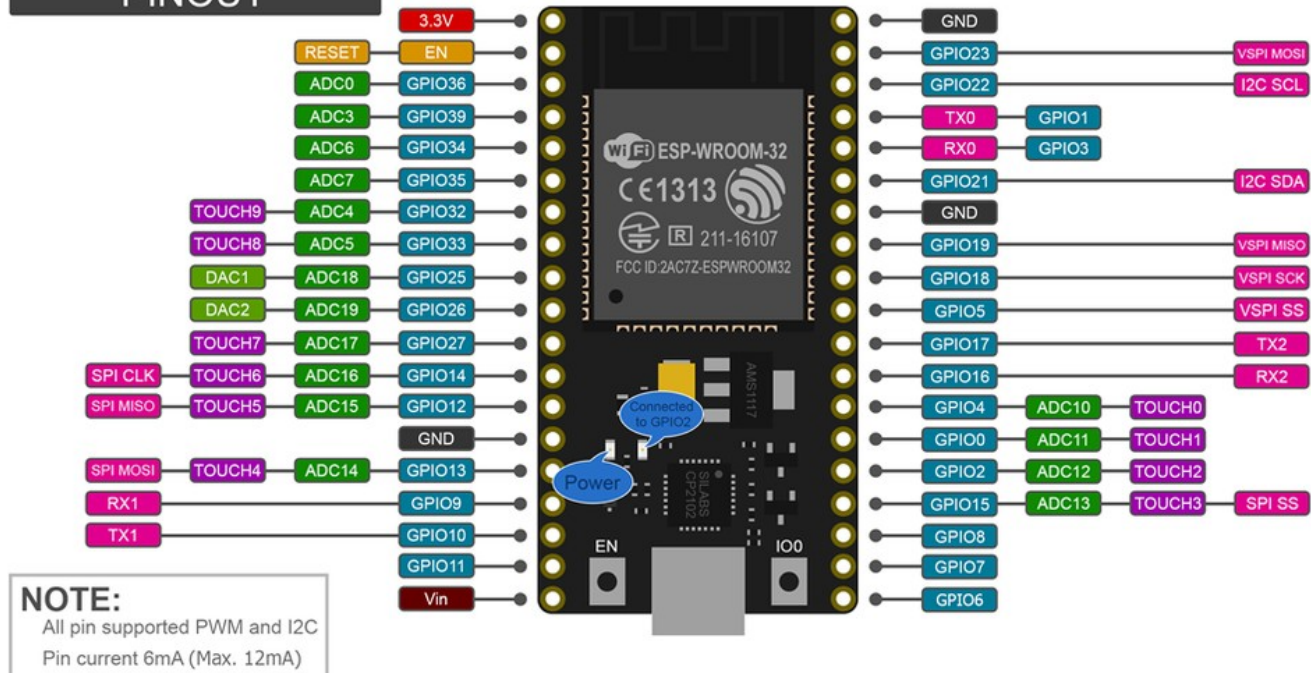 PINOUT
3.3V GND
RESET EN GPIO23 VSPI MOSI
ADC0 GPIO36 GPIO22 I2C SCL
ADC3 GPIO39 TX0 GPIO1
ADC6 GPIO34 RX0 GPIO3
ADC7 GPIO35 GPIO21 I2C SDA
TOUCH9 ADC4 GPIO32 GND
TOUCH8 ADC5 GPIO33 GPIO19 VSPI MISO
DAC1 ADC18 GPIO25 GPIO18 VSPI SCK
DAC2 ADC19 GPIO26 GPIO5 VSPI SS
TOUCH7 ADC17 GPIO27 GPIO17 TX2
SPI CLK TOUCH6 ADC16 GPIO14 GPIO16 RX2
SPI MISO TOUCH5 ADC15 GPIO12 GPIO4 ADC10 TOUCH0
GND GPIO0 ADC11 TOUCH1
SPI MOSI TOUCH4 ADC14 GPIO13 GPIO2 ADC12 TOUCH2
RX1 GPIO9 GPIO15 ADC13 TOUCH3 SPI SS
TX1 GPIO10 GPIO8
GPIO11 GPIO7
Vin GPIO6
WiFi ESP-WROOM-32
CE1313
R 211-16107
FCC ID:2AC7Z-ESPWROOM32
AMS1117
Connected
to GPIO2
Power
SILABS
CP2102
EN IO0
NOTE:
All pin supported PWM and I2C
Pin current 6mA (Max. 12mA)